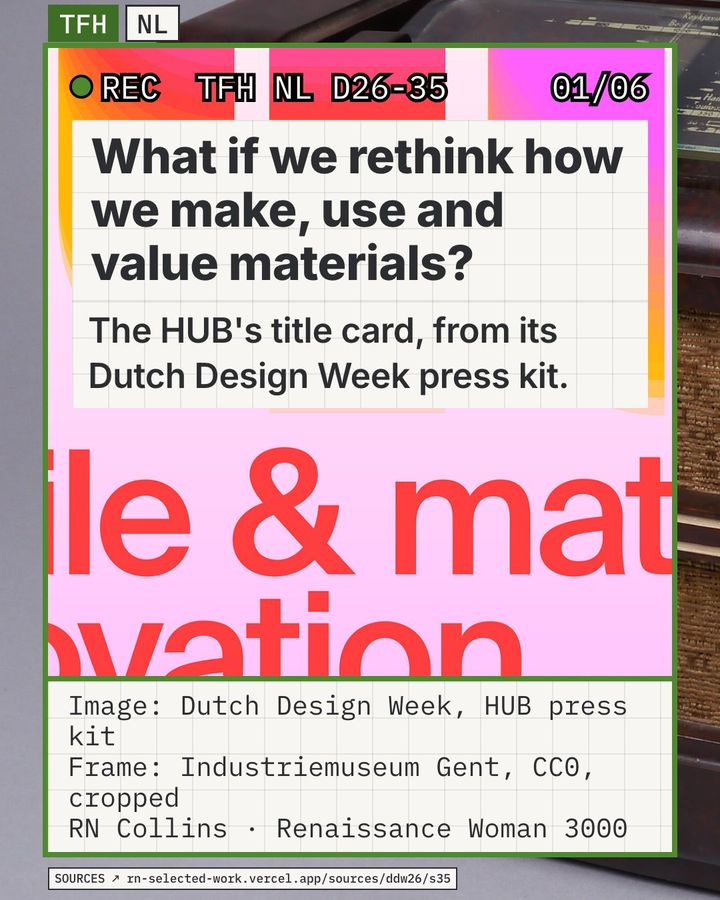 TFH NL
REC TFH NL D26-35 01/06
What if we rethink how
we make, use and
value materials?
The HUB's title card, from its
Dutch Design Week press kit.
ile & mat
ovation
Image: Dutch Design Week, HUB press
kit
Frame: Industriemuseum Gent, CC0,
cropped
RN Collins · Renaissance Woman 3000
SOURCES ↗ rn-selected-work.vercel.app/sources/ddw26/s35